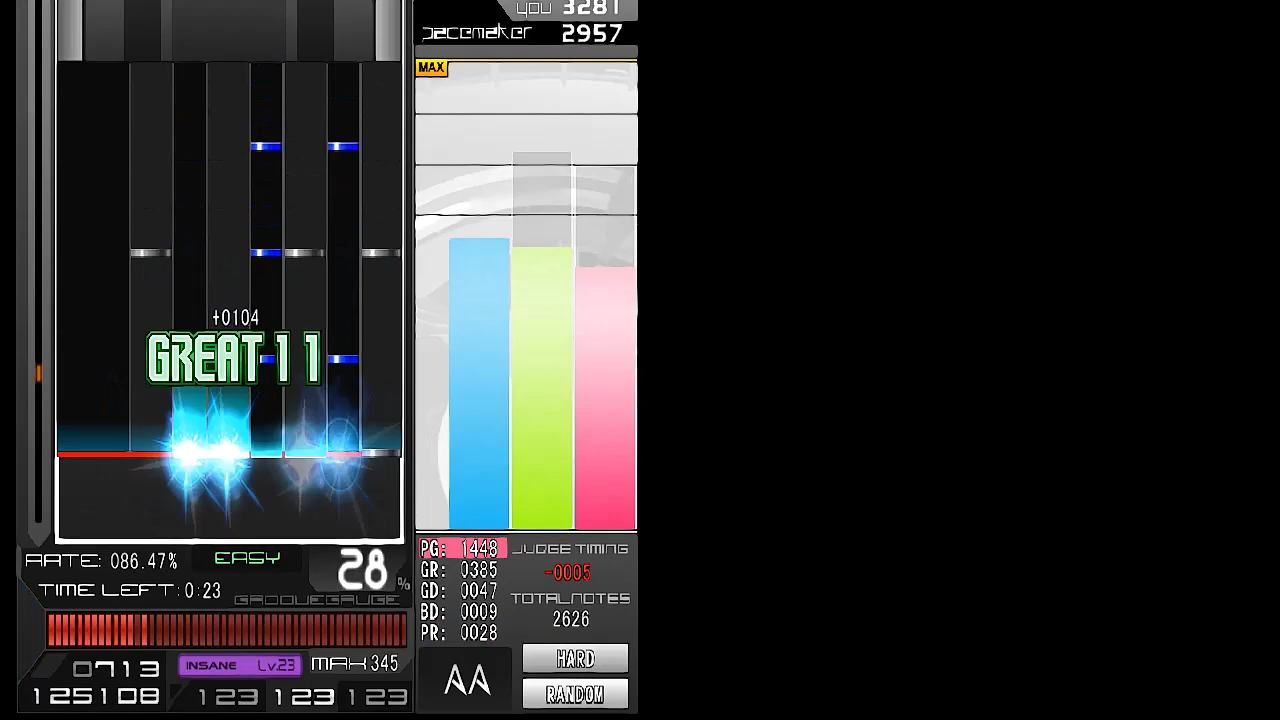 YOU 3281
pacemaker 2957
MAX
+0104
GREAT 11
RATE: 086.47% EASY 28%
TIME LEFT: 0:23
GROOVEGAUGE
PG: 1448 JUDGE TIMING
GR: 0385 -0005
GD: 0047 TOTALNOTES
BD: 0009 2626
PR: 0028
0713 INSANE Lv.23 MAX 345
125108 123 123 123
AA
HARD
RANDOM